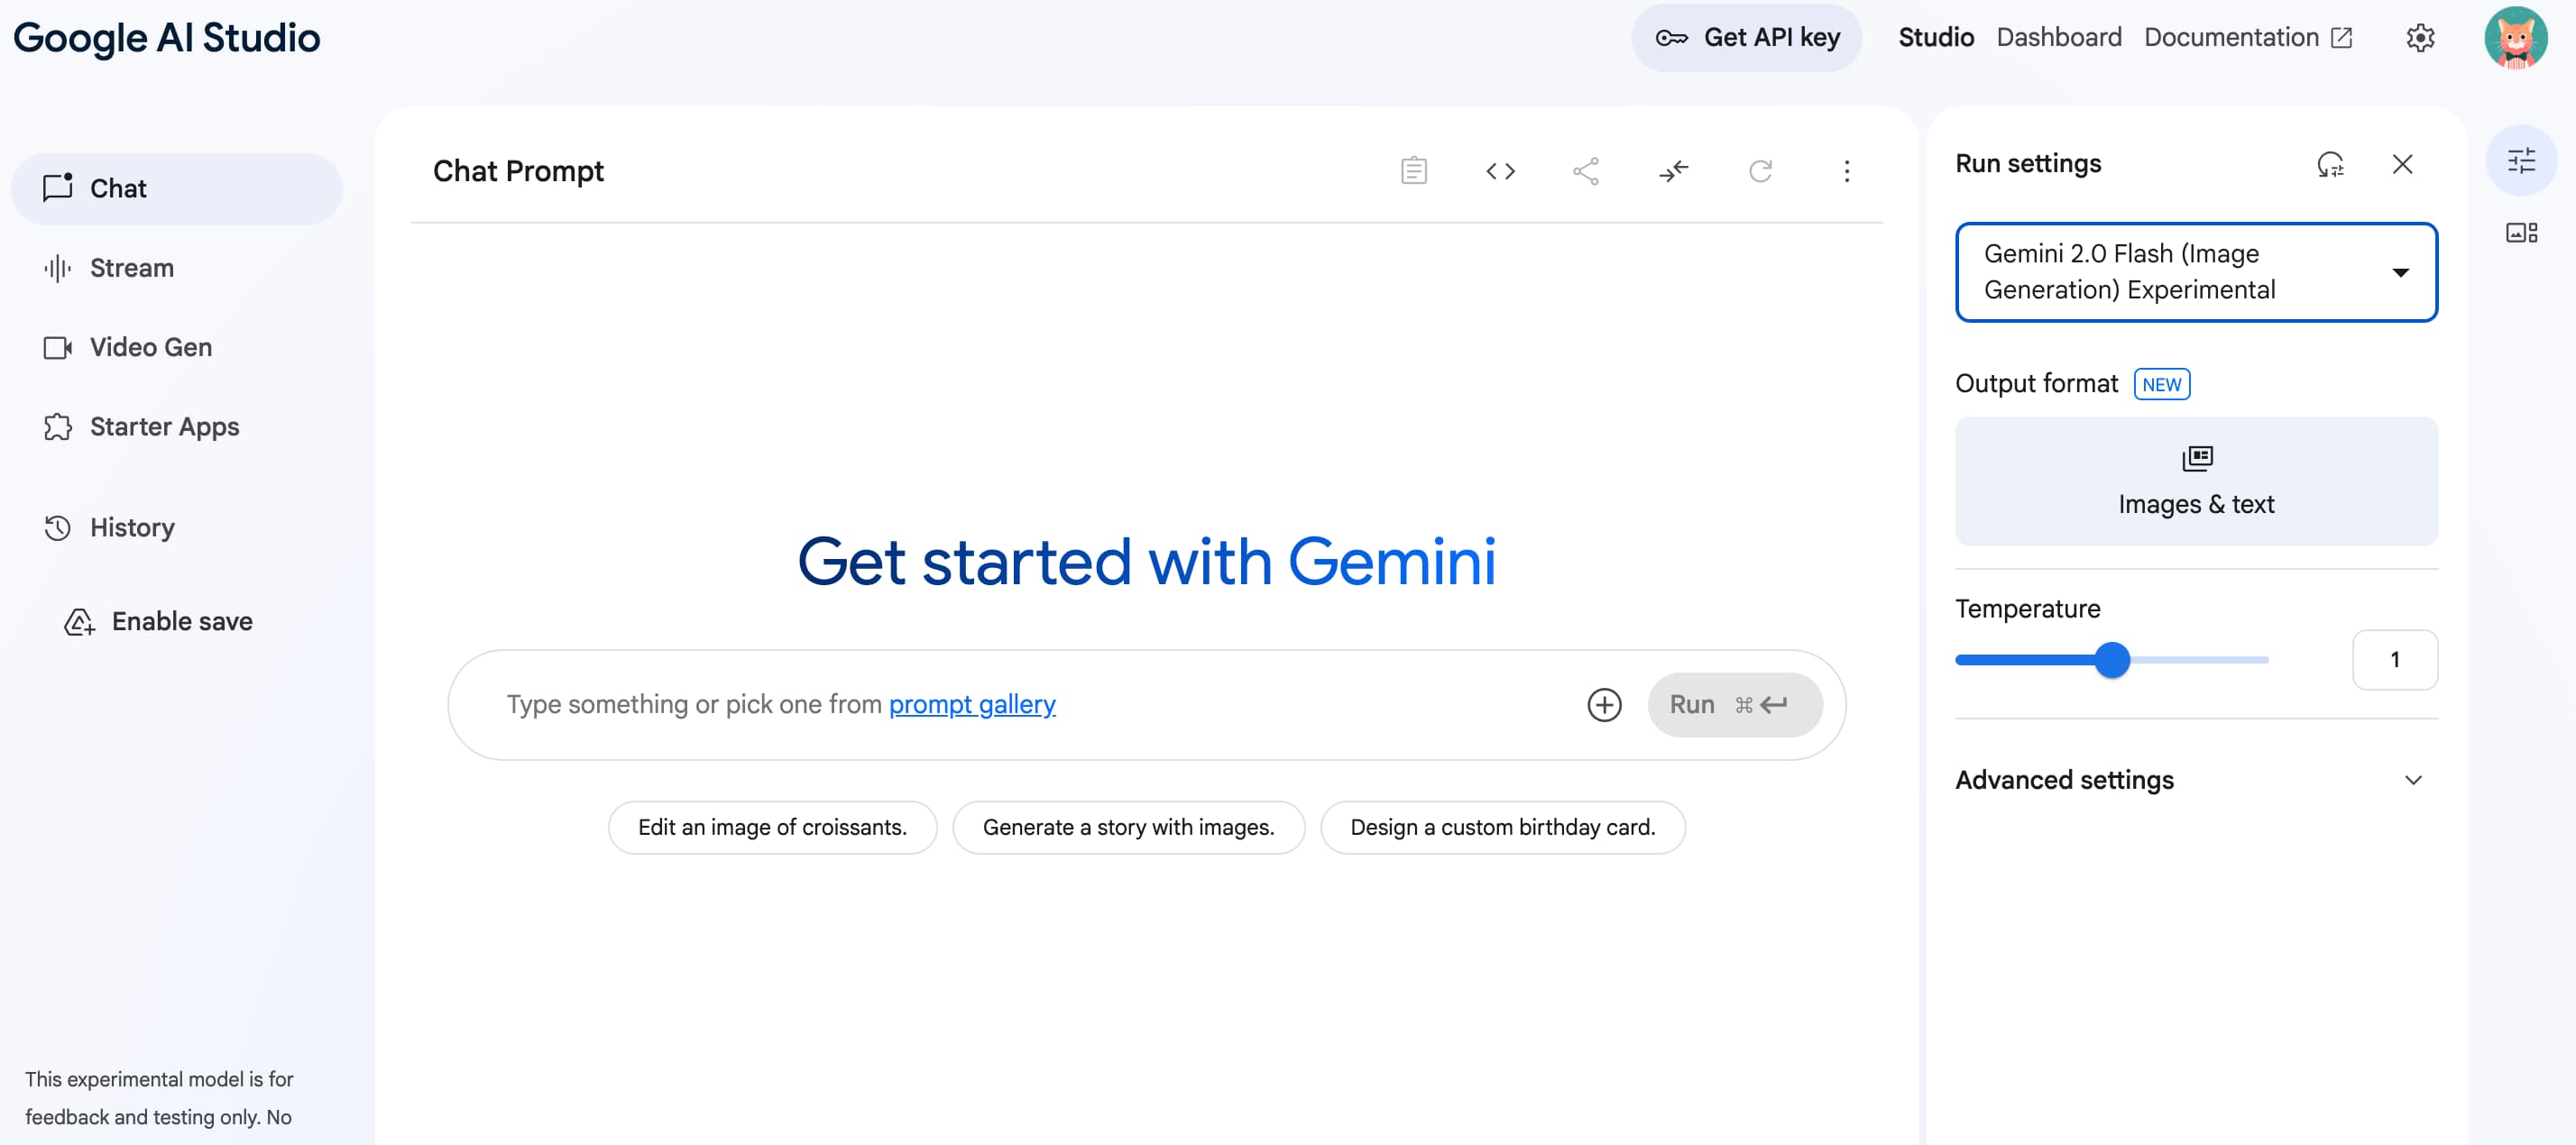 Google AI Studio
Get API key
Studio
Dashboard
Documentation
Chat
Stream
Video Gen
Starter Apps
History
Enable save
This experimental model is for
feedback and testing only. No
Chat Prompt
Get started with Gemini
Type something or pick one from prompt gallery
Run ⌘
Edit an image of croissants.
Generate a story with images.
Design a custom birthday card.
Run settings
Gemini 2.0 Flash (Image
Generation) Experimental
Output format NEW
Images & text
Temperature
1
Advanced settings